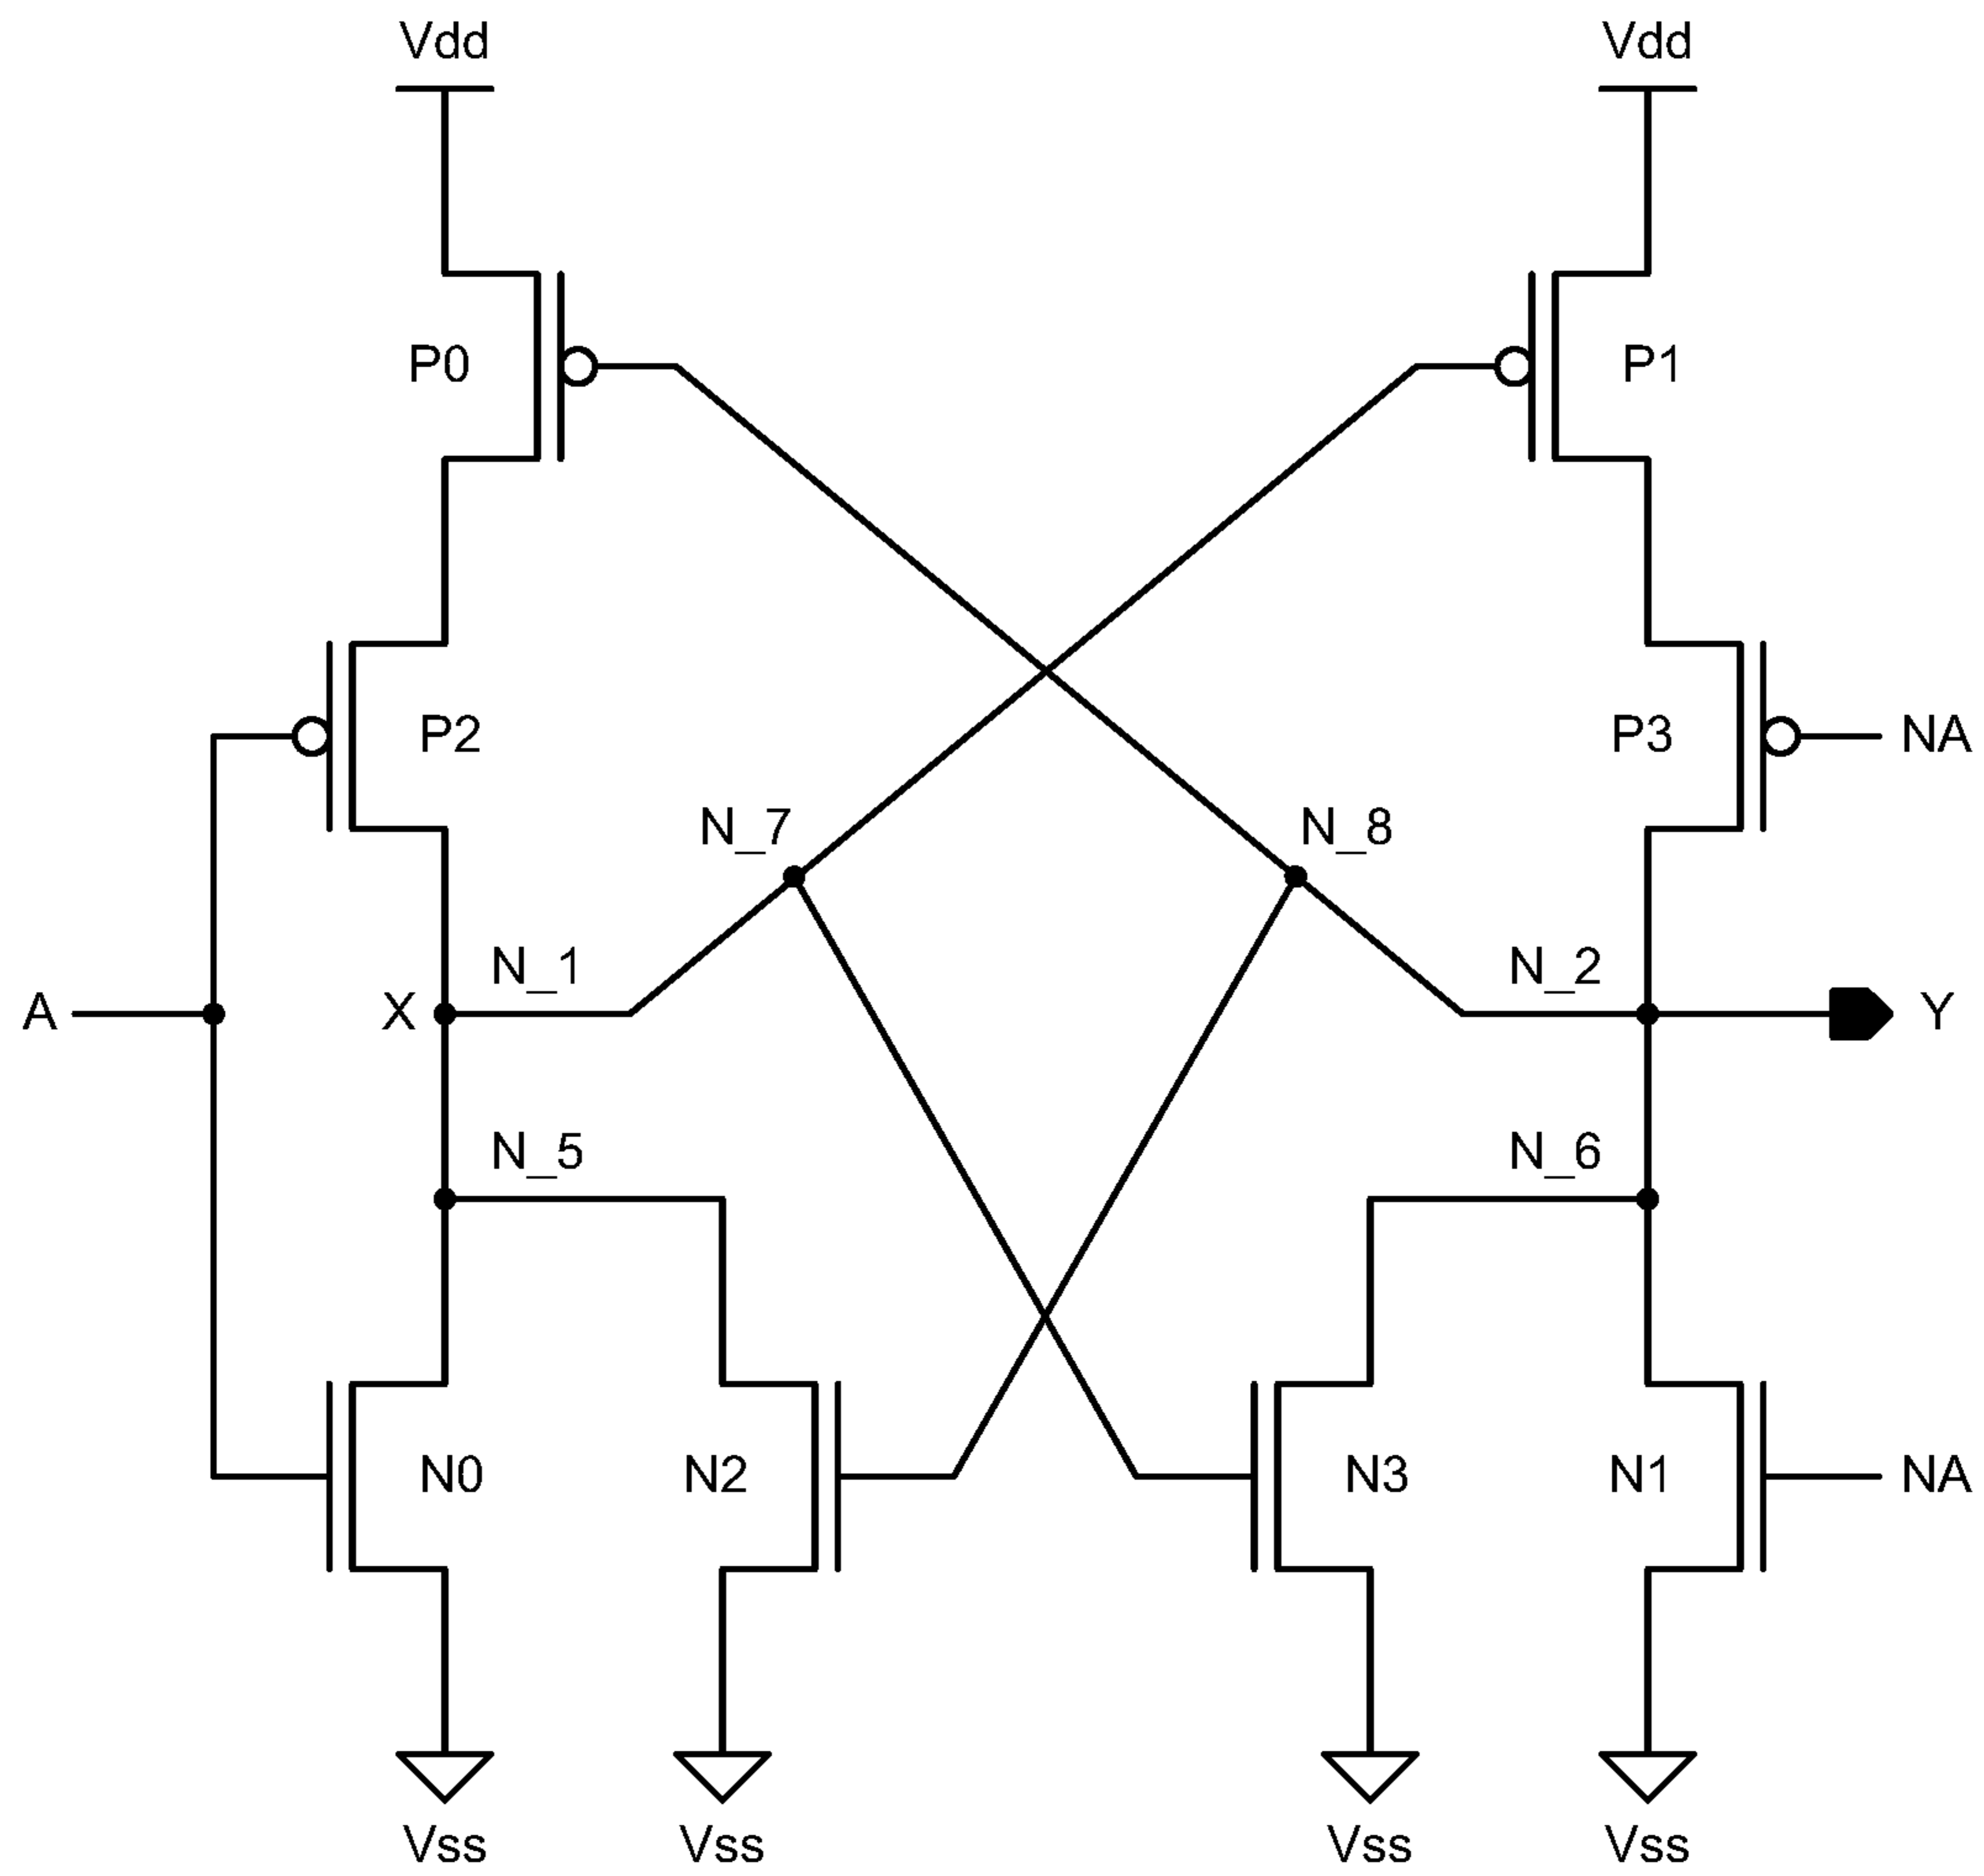 Vdd Vdd
P0 P1
P2 P3 NA
N_7 N_8
N_1 N_2
A X Y
N_5 N_6
N0 N2 N3 N1 NA
Vss Vss Vss Vss